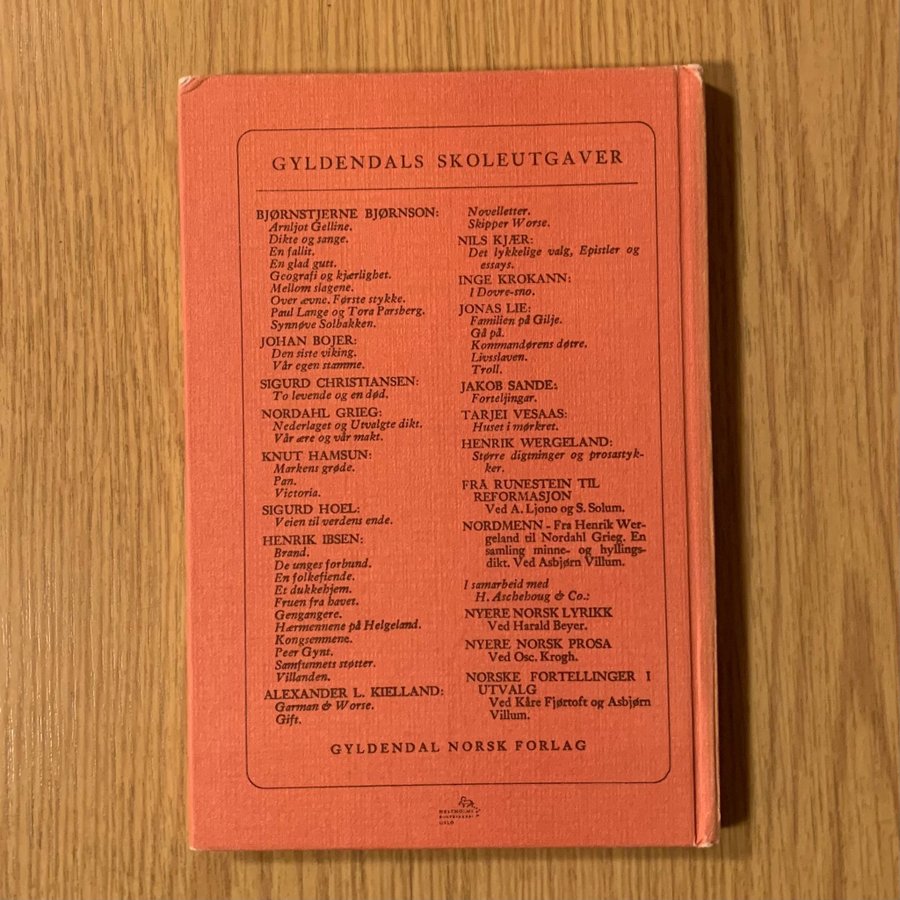 GYLDENDALS SKOLEUTGAVER
BJØRNSTJERNE BJØRNSON:
Arnljot Gelline.
Dikte og sange.
En fallit.
En glad gutt.
Geografi og kjærlighet.
Mellom slagene.
Over ævne. Første stykke.
Paul Lange og Tora Parsberg.
Synnøve Solbakken.
JOHAN BOJER:
Den siste viking.
Vår egen stamme.
SIGURD CHRISTIANSEN:
To levende og en død.
NORDAHL GRIEG:
Nederlaget og Utvalgte dikt.
Vår ære og vår makt.
KNUT HAMSUN:
Markens grøde.
Pan.
Victoria.
SIGURD HOEL:
Veien til verdens ende.
HENRIK IBSEN:
Brand.
De unges forbund.
En folkefiende.
Et dukkehjem.
Fruen fra havet.
Gengangere.
Hærmennene på Helgeland.
Kongsemnene.
Peer Gynt.
Samfunnets støtter.
Villanden.
ALEXANDER L. KIELLAND:
Garman & Worse.
Gift.
Novelletter.
Skipper Worse.
NILS KJÆR:
Det lykkelige valg, Epistler og
essays.
INGE KROKANN:
I Dovre-sno.
JONAS LIE:
Familien på Gilje.
Gå på.
Kommandørens døtre.
Livsslaven.
Troll.
JAKOB SANDE:
Forteljingar.
TARJEI VESAAS:
Huset i mørkret.
HENRIK WERGELAND:
Større digtninger og prosastyk-
ker.
FRA RUNESTEIN TIL
REFORMASJON
Ved A. Ljono og S. Solum.
NORDMENN - Fra Henrik Wer-
geland til Nordahl Grieg. En
samling minne- og hyllings-
dikt. Ved Asbjørn Villum.
I samarbeid med
H. Aschehoug & Co.:
NYERE NORSK LYRIKK
Ved Harald Beyer.
NYERE NORSK PROSA
Ved Osc. Krogh.
NORSKE FORTELLINGER I
UTVALG
Ved Kåre Fjørtoft og Asbjørn
Villum.
GYLDENDAL NORSK FORLAG
OSLO